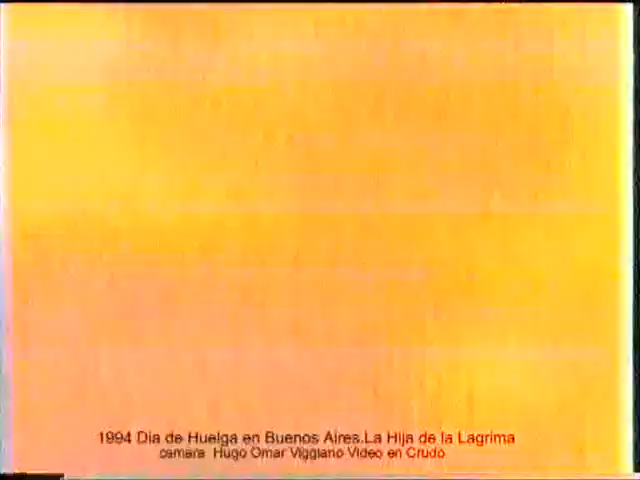 1994 Dia de Huelga en Buenos Aires.La Hija de la Lagrima
camara Hugo Omar Viggiano Video en Crudo